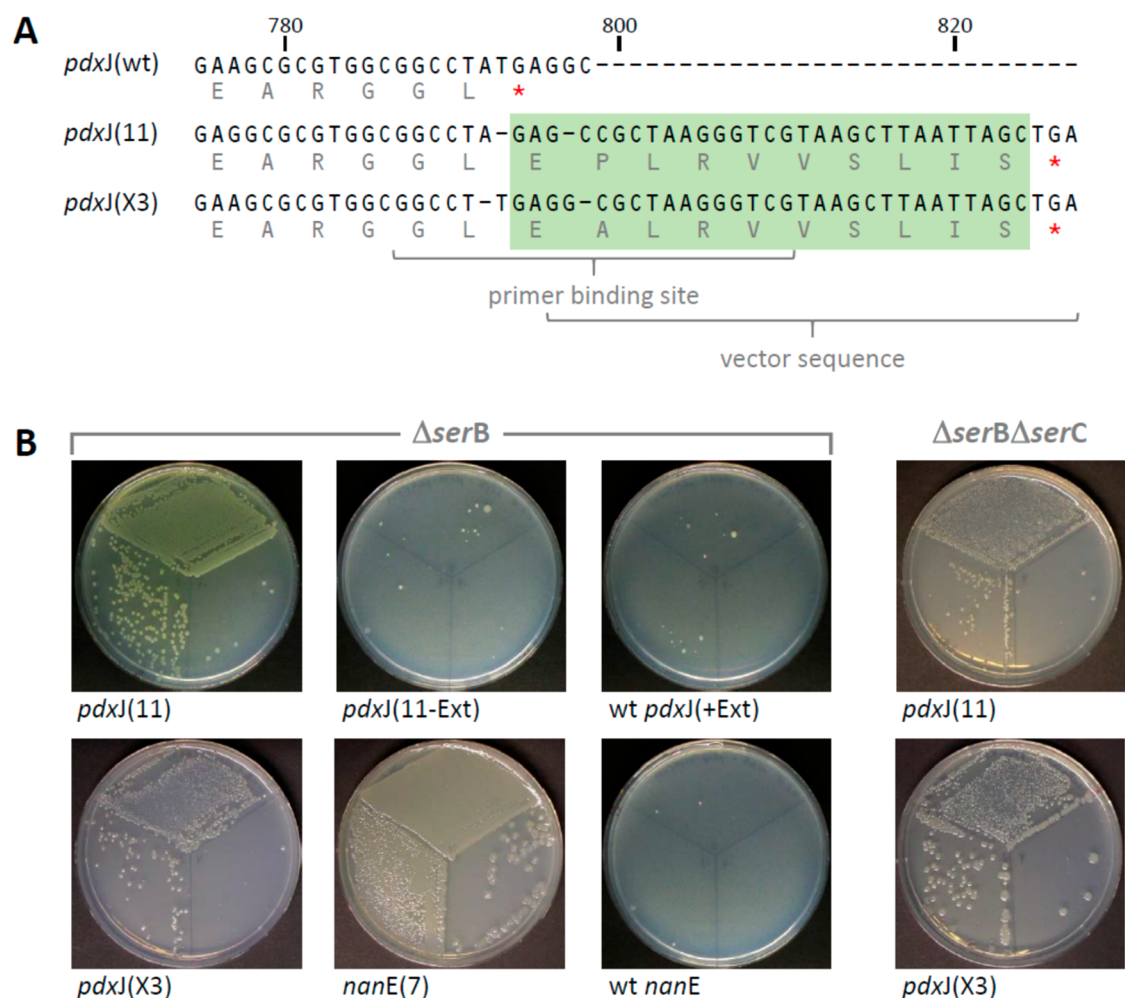 A
780 800 820
pdxJ(wt) GAAGCGCGTGGCGGCCTATGAGGC-----------------------------
E A R G G L *
pdxJ(11) GAGGCGCGTGGCGGCCTA-GAG-CCGCTAAGGGTCGTAAGCTTAATTAGCTGA
E A R G G L E P L R V V S L I S *
pdxJ(X3) GAAGCGCGTGGCGGCCT-TGAGG-CGCTAAGGGTCGTAAGCTTAATTAGCTGA
E A R G G L E A L R V V S L I S *
primer binding site
vector sequence
B
ΔserB ΔserBΔserC
pdxJ(11) pdxJ(11-Ext) wt pdxJ(+Ext) pdxJ(11)
pdxJ(X3) nanE(7) wt nanE pdxJ(X3)